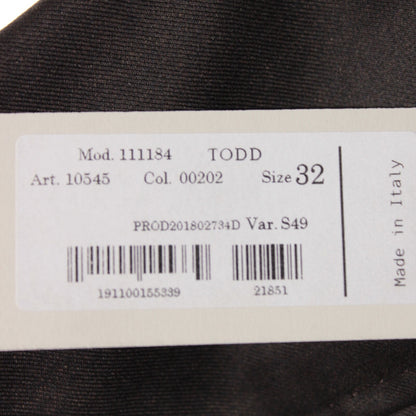 Mod. 111184 TODD
Art. 10545 Col. 00202 Size 32
PROD201802734D Var. S49
191100155339 21851
Made in Italy